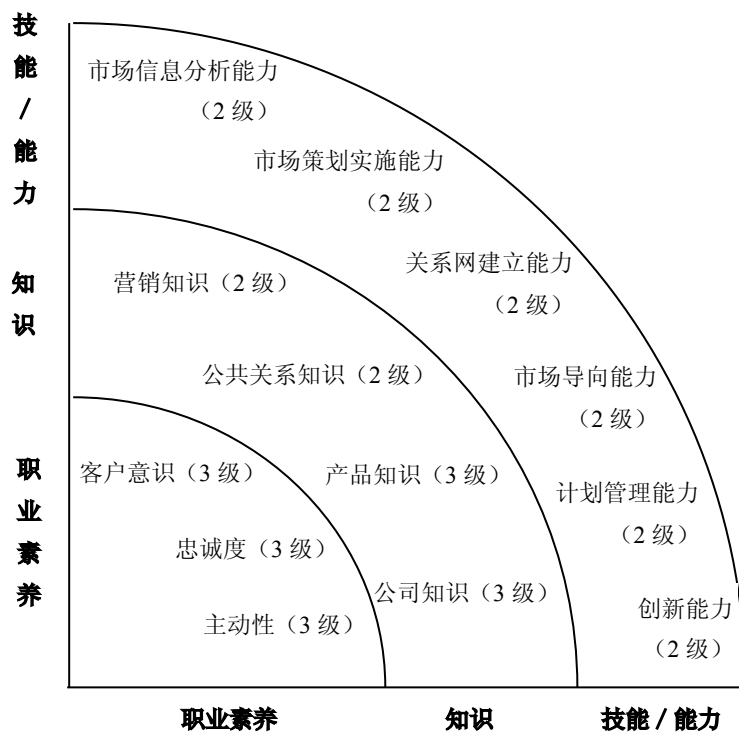 技能/能力
市场信息分析能力
（2 级）
市场策划实施能力
（2 级）
关系网建立能力
（2 级）
市场导向能力
（2 级）
计划管理能力
（2 级）
创新能力
（2 级）
知识
营销知识（2 级）
公共关系知识（2 级）
产品知识（3 级）
公司知识（3 级）
职业素养
客户意识（3 级）
忠诚度（3 级）
主动性（3 级）
职业素养
知识
技能 / 能力